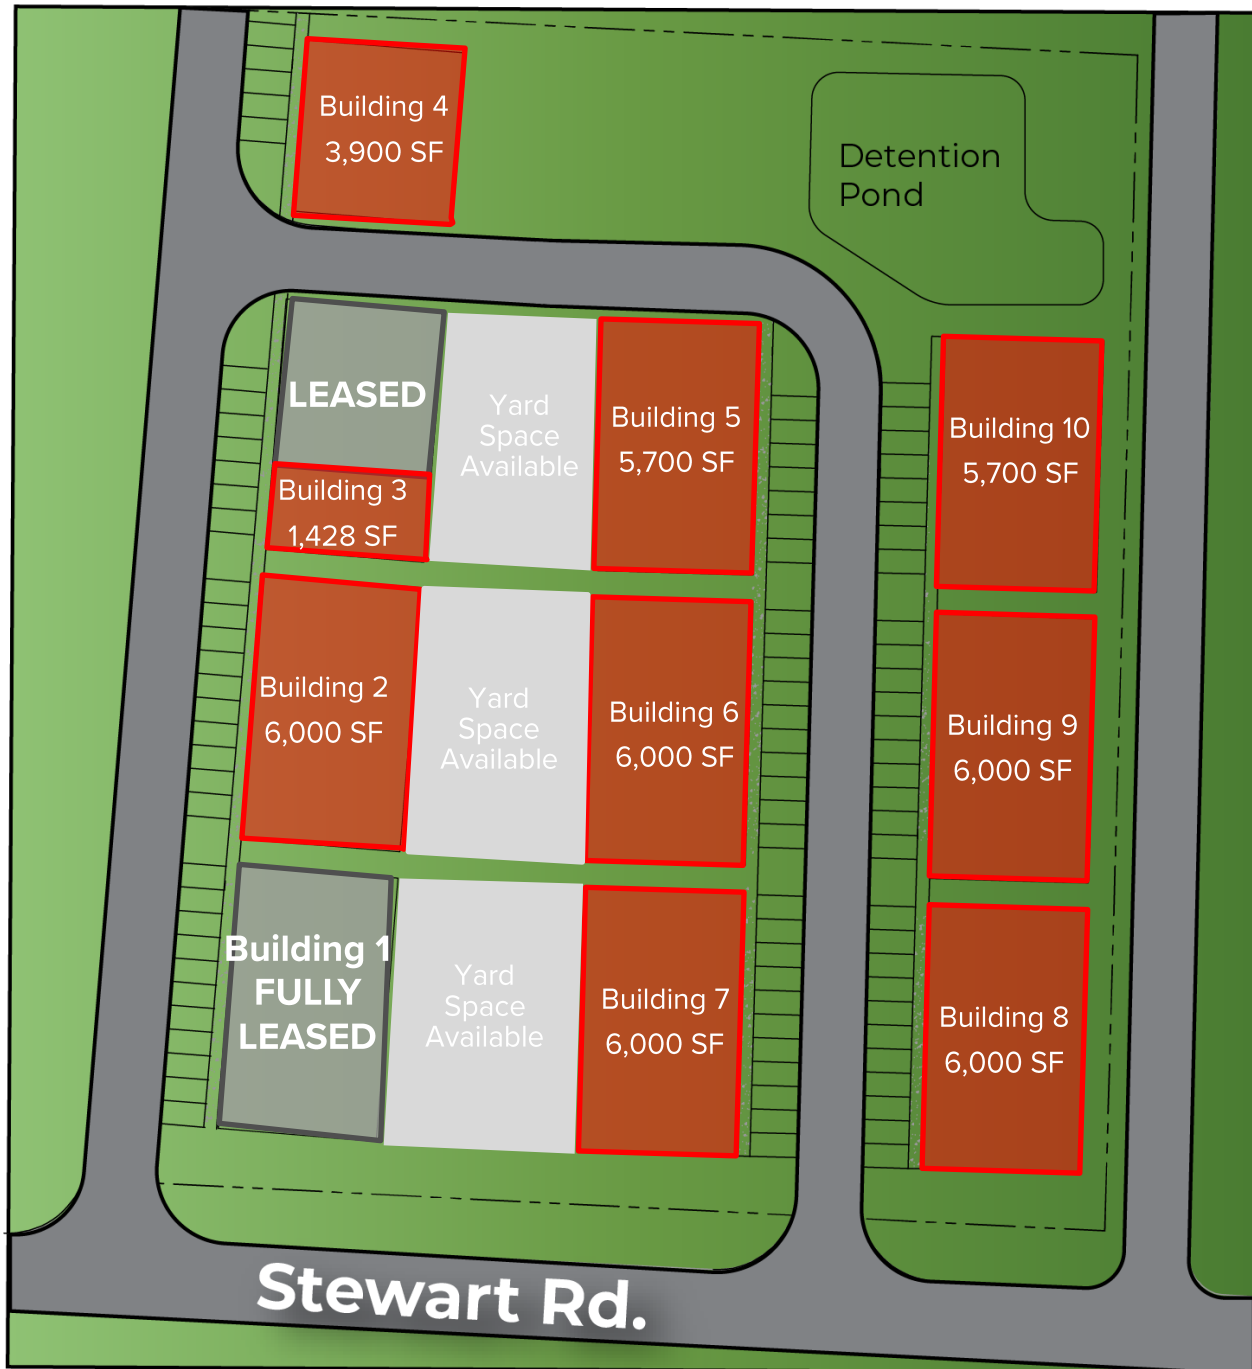 Building 4
3,900 SF
Detention
Pond
LEASED
Building 3
1,428 SF
Yard
Space
Available
Building 5
5,700 SF
Building 10
5,700 SF
Building 2
6,000 SF
Yard
Space
Available
Building 6
6,000 SF
Building 9
6,000 SF
Building 1
FULLY
LEASED
Yard
Space
Available
Building 7
6,000 SF
Building 8
6,000 SF
Stewart Rd.